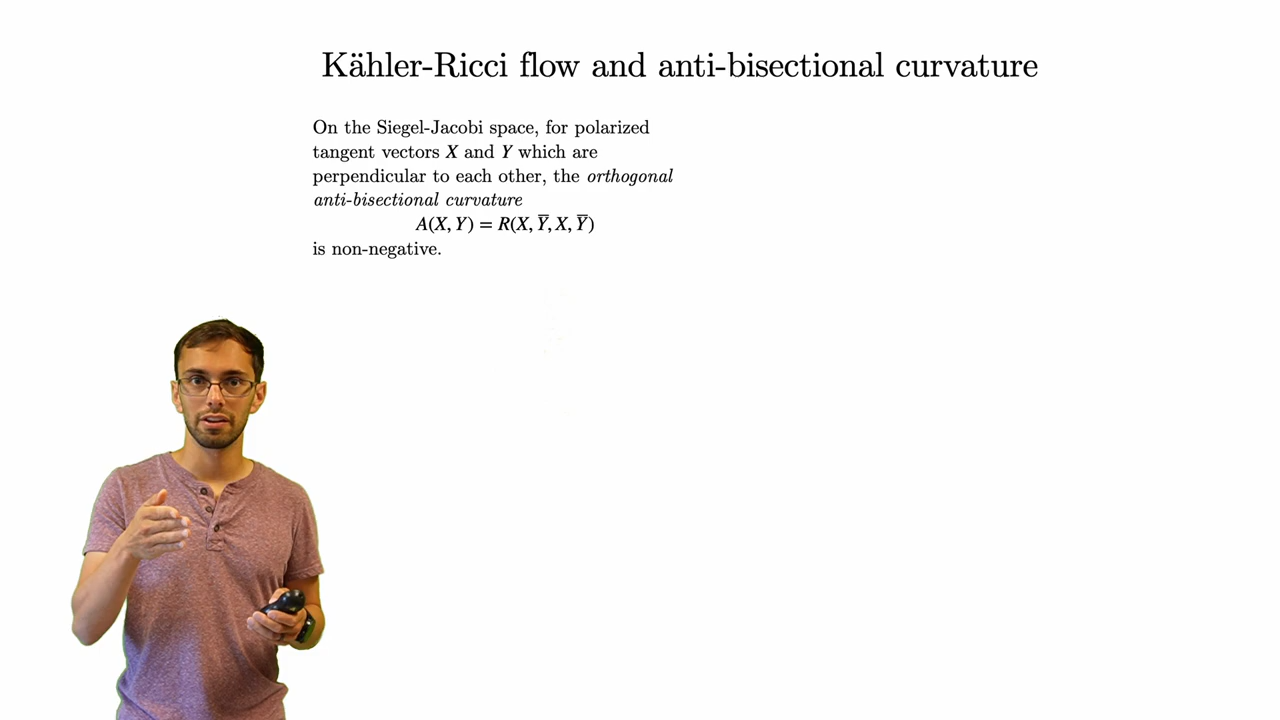 Kähler-Ricci flow and anti-bisectional curvature
On the Siegel-Jacobi space, for polarized
tangent vectors X and Y which are
perpendicular to each other, the orthogonal
anti-bisectional curvature
A(X, Y) = R(X, Y̅, X, Y̅)
is non-negative.